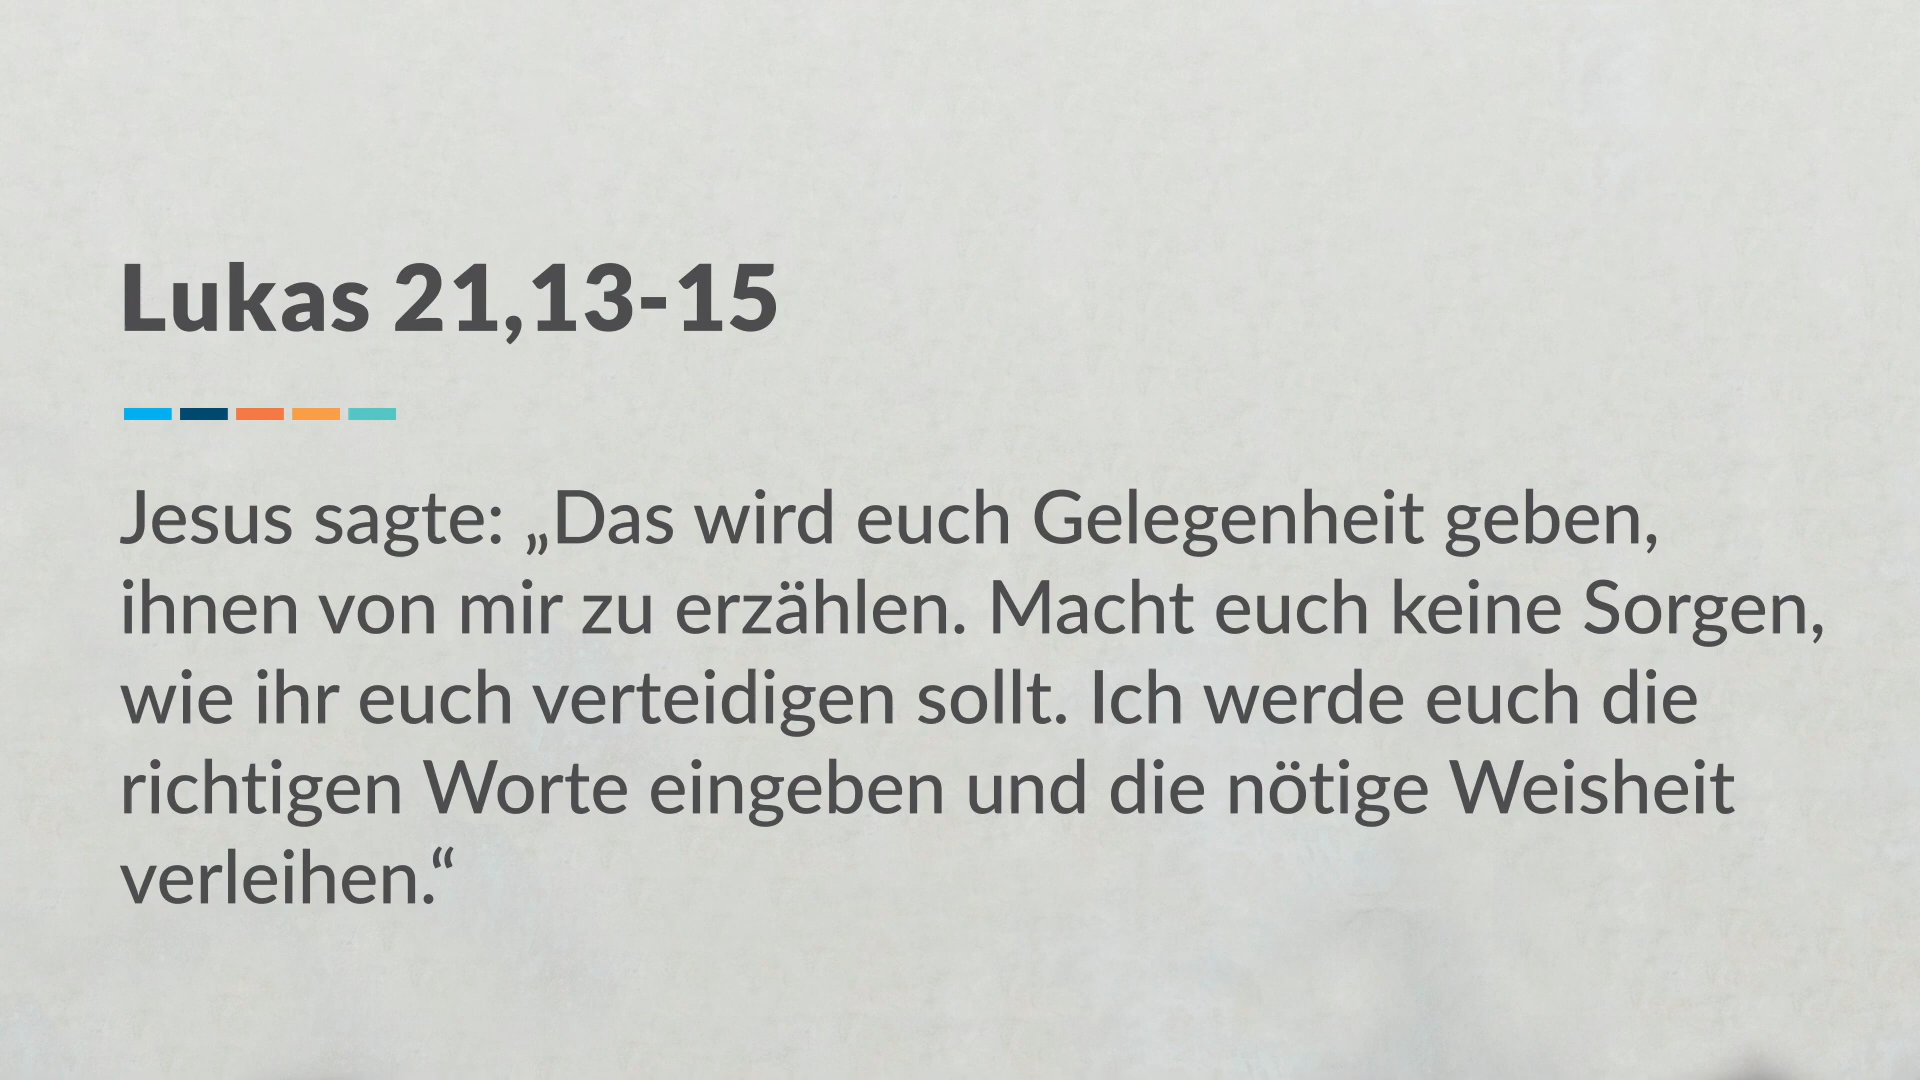 Lukas 21,13-15
Jesus sagte: „Das wird euch Gelegenheit geben,
ihnen von mir zu erzählen. Macht euch keine Sorgen,
wie ihr euch verteidigen sollt. Ich werde euch die
richtigen Worte eingeben und die nötige Weisheit
verleihen.“